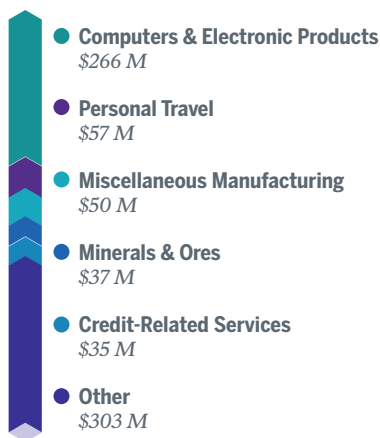 Computers & Electronic Products
$266 M
Personal Travel
$57 M
Miscellaneous Manufacturing
$50 M
Minerals & Ores
$37 M
Credit-Related Services
$35 M
Other
$303 M